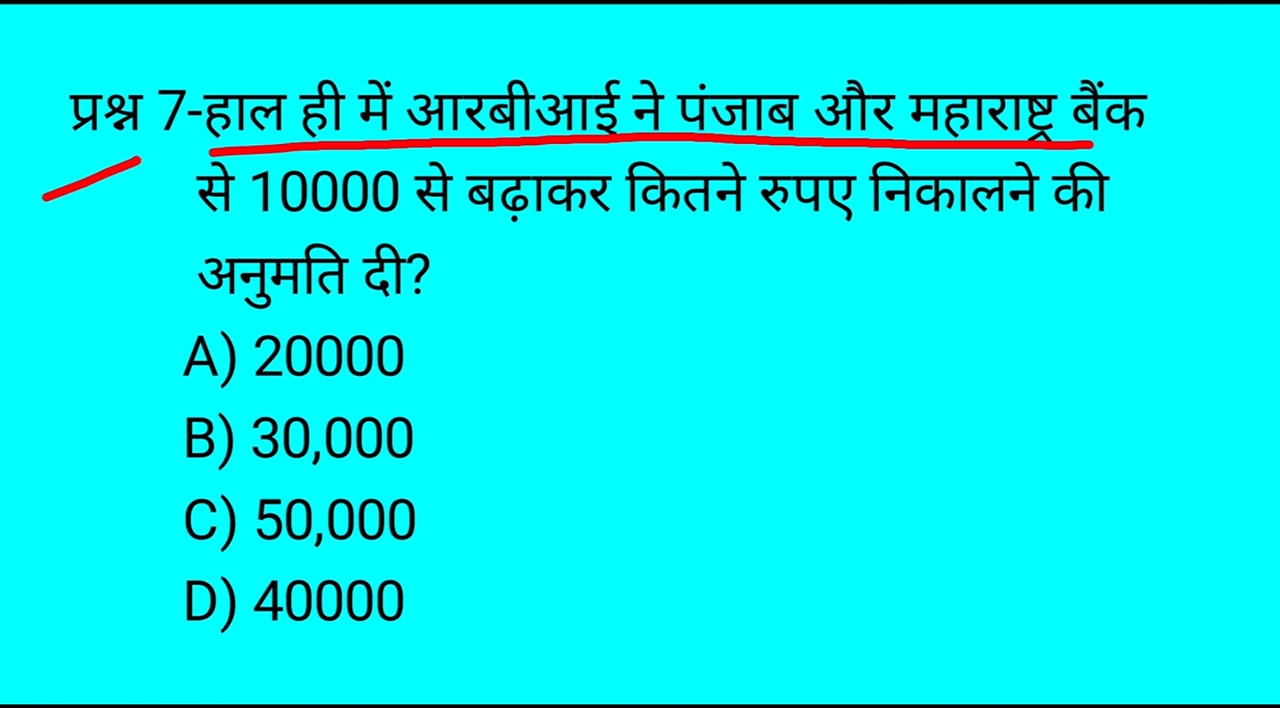 प्रश्न 7-हाल ही में आरबीआई ने पंजाब और महाराष्ट्र बैंक
से 10000 से बढ़ाकर कितने रुपए निकालने की
अनुमति दी?
A) 20000
B) 30,000
C) 50,000
D) 40000